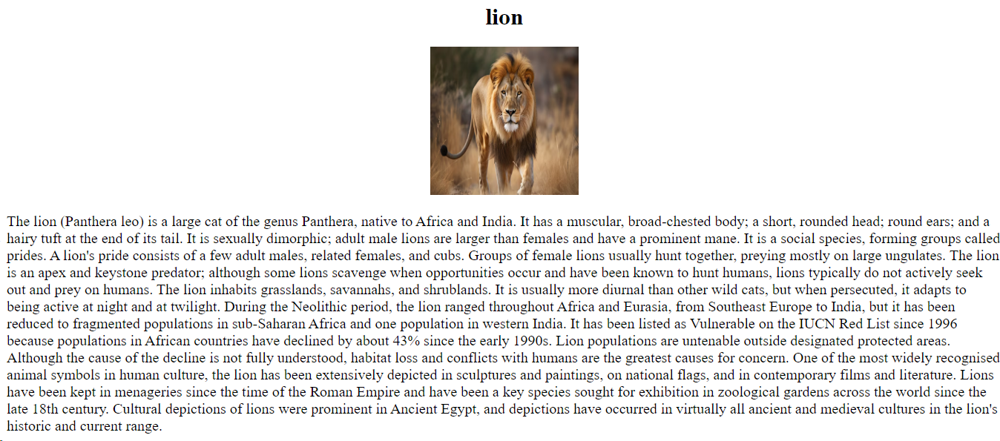 lion
The lion (Panthera leo) is a large cat of the genus Panthera, native to Africa and India. It has a muscular, broad-chested body; a short, rounded head; round ears; and a
hairy tuft at the end of its tail. It is sexually dimorphic; adult male lions are larger than females and have a prominent mane. It is a social species, forming groups called
prides. A lion's pride consists of a few adult males, related females, and cubs. Groups of female lions usually hunt together, preying mostly on large ungulates. The lion
is an apex and keystone predator; although some lions scavenge when opportunities occur and have been known to hunt humans, lions typically do not actively seek
out and prey on humans. The lion inhabits grasslands, savannahs, and shrublands. It is usually more diurnal than other wild cats, but when persecuted, it adapts to
being active at night and at twilight. During the Neolithic period, the lion ranged throughout Africa and Eurasia, from Southeast Europe to India, but it has been
reduced to fragmented populations in sub-Saharan Africa and one population in western India. It has been listed as Vulnerable on the IUCN Red List since 1996
because populations in African countries have declined by about 43% since the early 1990s. Lion populations are untenable outside designated protected areas.
Although the cause of the decline is not fully understood, habitat loss and conflicts with humans are the greatest causes for concern. One of the most widely recognised
animal symbols in human culture, the lion has been extensively depicted in sculptures and paintings, on national flags, and in contemporary films and literature. Lions
have been kept in menageries since the time of the Roman Empire and have been a key species sought for exhibition in zoological gardens across the world since the
late 18th century. Cultural depictions of lions were prominent in Ancient Egypt, and depictions have occurred in virtually all ancient and medieval cultures in the lion's
historic and current range.